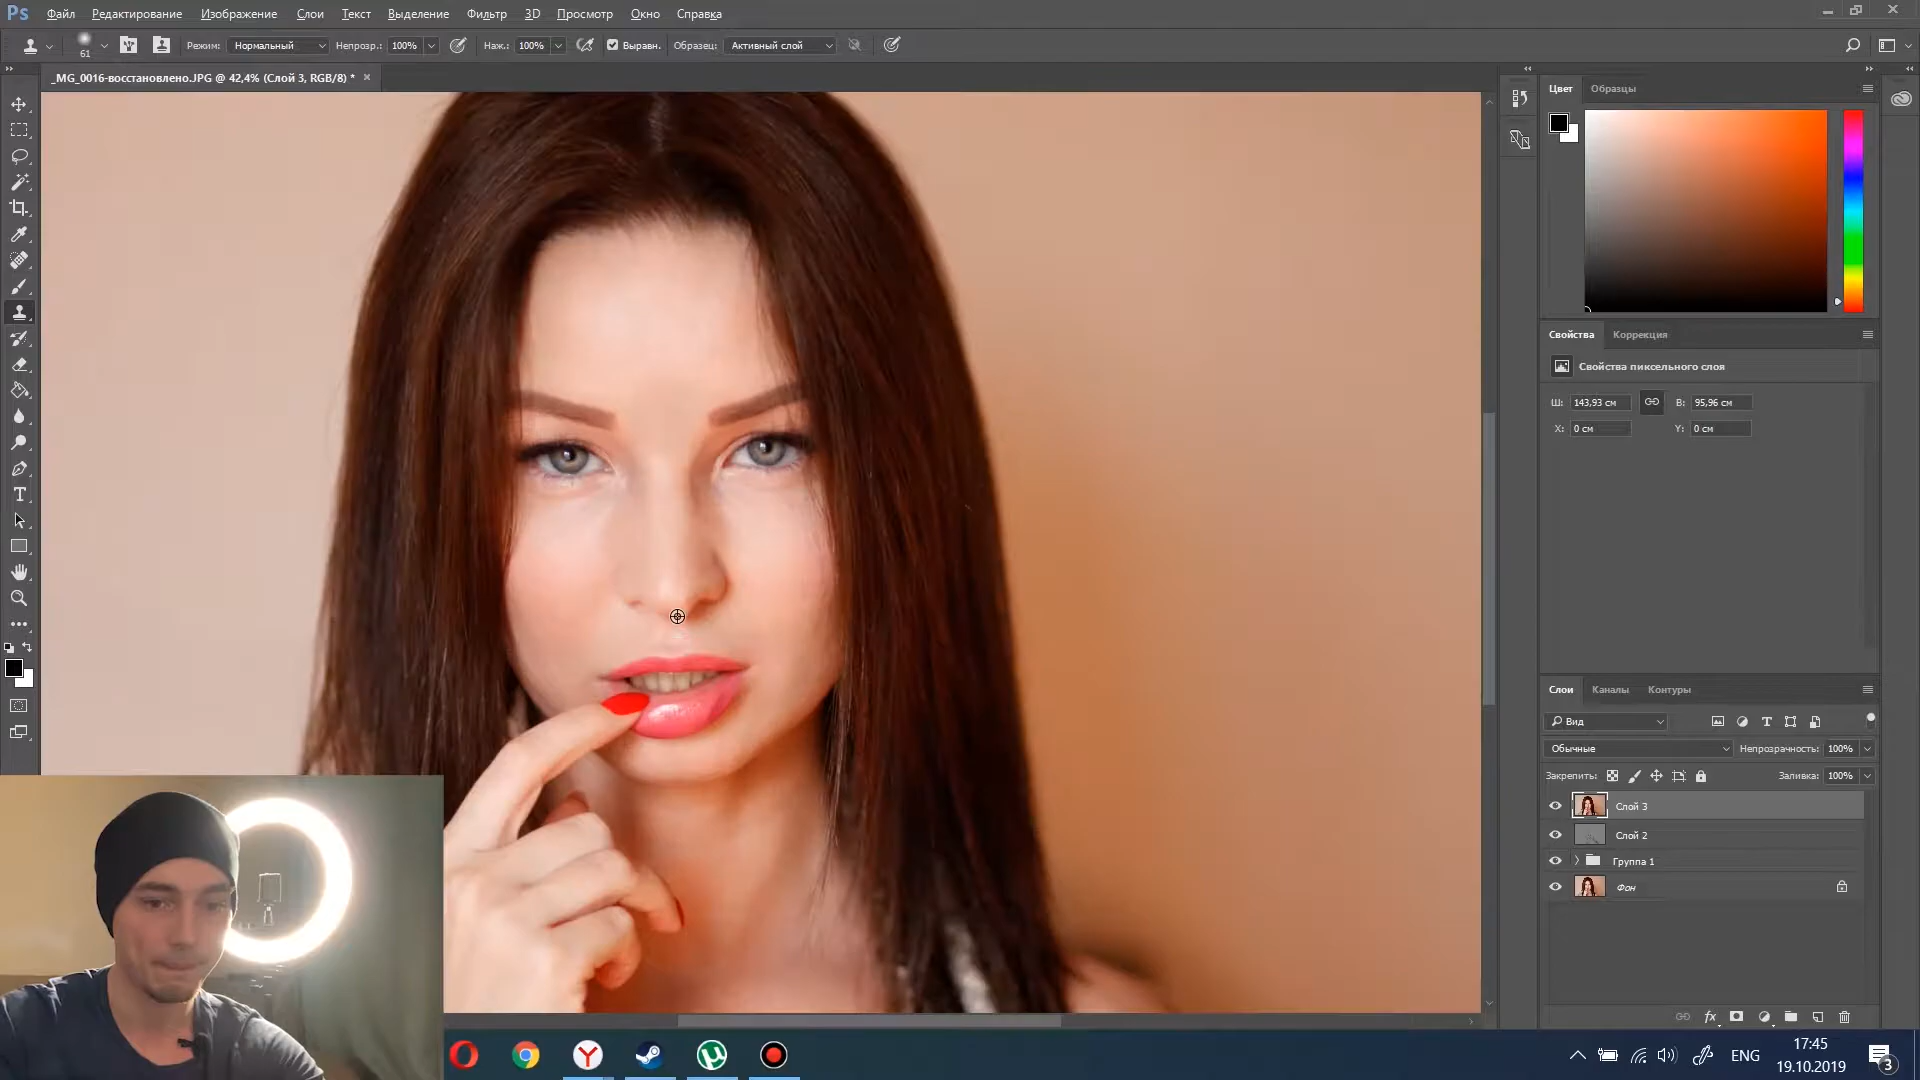 Ps Файл Редактирование Изображение Слои Текст Выделение Фильтр 3D Просмотр Окно Справка
61 Режим: Нормальный Непрозр.: 100% Наж.: 100% Выравн. Образец: Активный слой
_MG_0016-восстановлено.JPG @ 42,4% (Слой 3, RGB/8) * ×
Цвет Образцы
Свойства Коррекция
Свойства пиксельного слоя
Ш: 143,93 см В: 95,96 см
X: 0 см Y: 0 см
Слои Каналы Контуры
Вид
Обычные Непрозрачность: 100%
Закрепить: Заливка: 100%
Слой 3
Слой 2
Группа 1
Фон
fx
ENG 17:45
19.10.2019
3